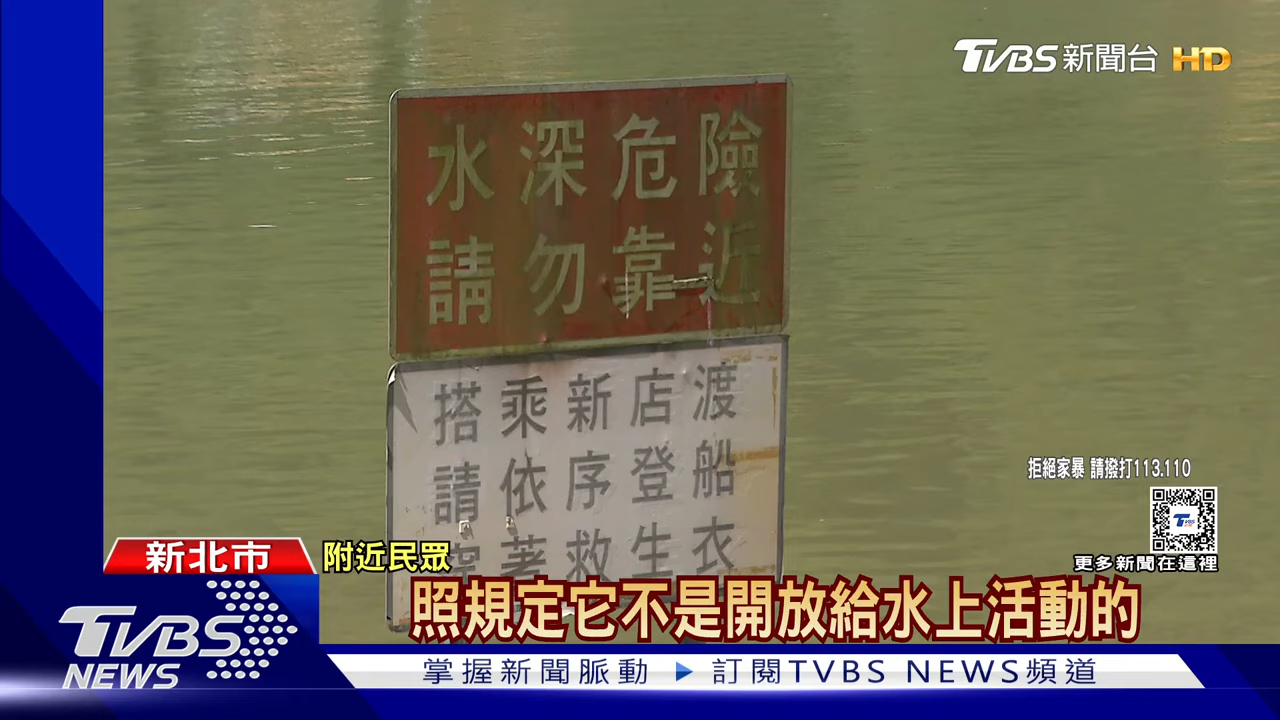 TVBS新聞台 HD
水深危險
請勿靠近
搭乘新店渡
請依序登船
穿著救生衣
拒絕家暴 請撥打113.110
TVBS
更多新聞在這裡
新北市
附近民眾
照規定它不是開放給水上活動的
TVBS
NEWS
掌握新聞脈動 ▶ 訂閱TVBS NEWS頻道